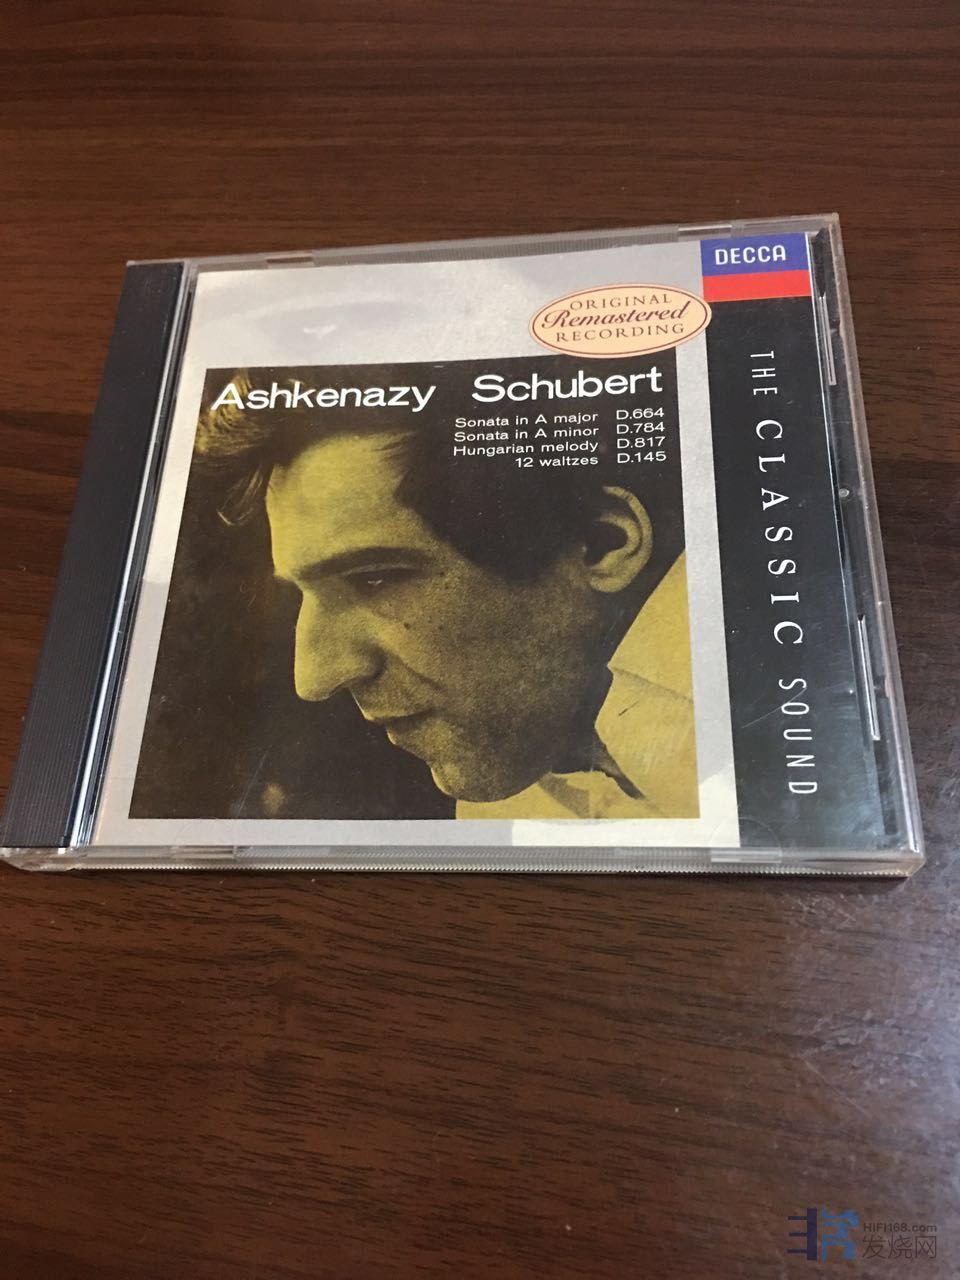 DECCA
ORIGINAL
Remastered
RECORDING
Ashkenazy Schubert
Sonata in A major D.664
Sonata in A minor D.784
Hungarian melody D.817
12 waltzes D.145
THE CLASSIC SOUND
HIFI168.com
发烧网